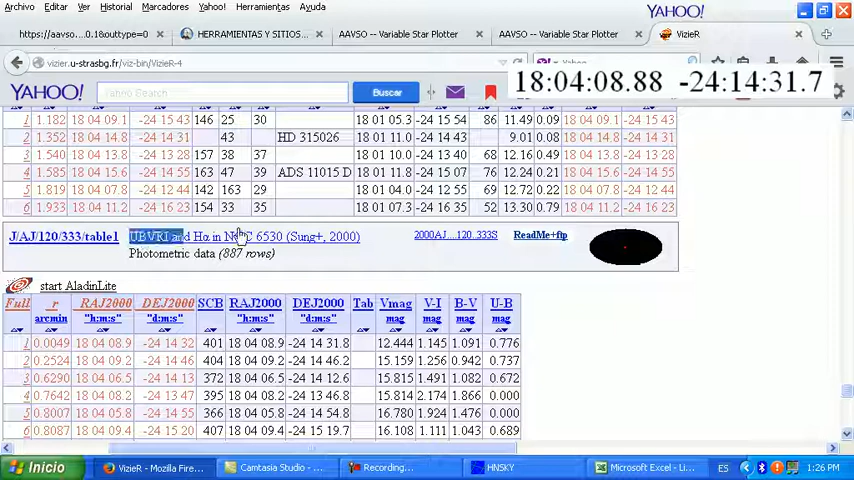 Archivo Editar Ver Historial Marcadores Yahoo! Herramientas Ayuda
YAHOO!
https://aavso....0.1&outtype=0 HERRAMIENTAS Y SITIOS... AAVSO -- Variable Star Plotter AAVSO -- Variable Star Plotter VizieR
vizier.u-strasbg.fr/viz-bin/VizieR-4 Yahoo
YAHOO! Yahoo Search Buscar 18:04:08.88 -24:14:31.7
1 1.182 18 04 09.1 -24 15 43 146 25 30 18 01 05.3 -24 15 54 86 11.49 0.09 18 04 09.1 -24 15 43
2 1.352 18 04 14.8 -24 14 31 43 HD 315026 18 01 11.0 -24 14 43 9.01 0.08 18 04 14.8 -24 14 31
3 1.540 18 04 13.8 -24 13 28 157 38 37 18 01 10.0 -24 13 40 68 12.16 0.49 18 04 13.8 -24 13 28
4 1.585 18 04 15.6 -24 14 55 163 47 39 ADS 11015 D 18 01 11.8 -24 15 07 76 12.24 0.21 18 04 15.6 -24 14 55
5 1.819 18 04 07.8 -24 12 44 142 163 29 18 01 04.0 -24 12 55 69 12.72 0.22 18 04 07.8 -24 12 44
6 1.933 18 04 11.1 -24 16 24 154 33 35 18 01 07.3 -24 16 35 52 13.30 0.79 18 04 11.1 -24 16 24
J/AJ/120/333/table1 UBVRI and Hα in NGC 6530 (Sung+, 2000) 2000AJ....120..333S ReadMe+ftp
Photometric data (887 rows)
start AladinLite
Full r RAJ2000 DEJ2000 SCB RAJ2000 DEJ2000 Tab Vmag V-I B-V U-B
arcmin "h:m:s" "d:m:s" "h:m:s" "d:m:s" mag mag mag mag
1 0.0049 18 04 08.9 -24 14 32 401 18 04 08.9 -24 14 31.8 12.444 1.145 1.091 0.776
2 0.2524 18 04 09.2 -24 14 46 404 18 04 09.2 -24 14 46.2 15.159 1.256 0.942 0.737
3 0.6290 18 04 06.5 -24 14 13 372 18 04 06.5 -24 14 12.6 15.815 1.491 1.082 0.672
4 0.7642 18 04 08.2 -24 13 47 395 18 04 08.2 -24 13 46.8 15.814 2.174 1.866 0.000
5 0.8007 18 04 05.8 -24 14 55 366 18 04 05.8 -24 14 54.8 16.780 1.924 1.476 0.000
6 0.8087 18 04 09.4 -24 15 20 407 18 04 09.4 -24 15 19.7 16.108 1.111 1.043 0.689
Inicio VizieR - Mozilla Fire... Camtasia Studio - ... Recording... HNSKY Microsoft Excel - Li... ES 1:26 PM